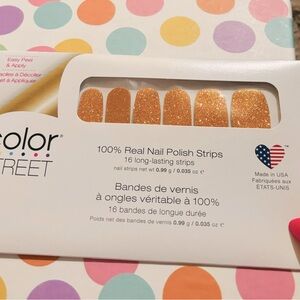 Easy Peel
& Apply
Faciles à Décoller
et à Appliquer
color
STREET
100% Real Nail Polish Strips
16 long-lasting strips
nail strips net wt 0.99 g / 0.035 oz e
Bandes de vernis
à ongles véritable à 100%
16 bandes de longue durée
Poids net des bandes de vernis 0.99 g / 0.035 oz e
Made in USA
Fabriquées aux
ÉTATS-UNIS